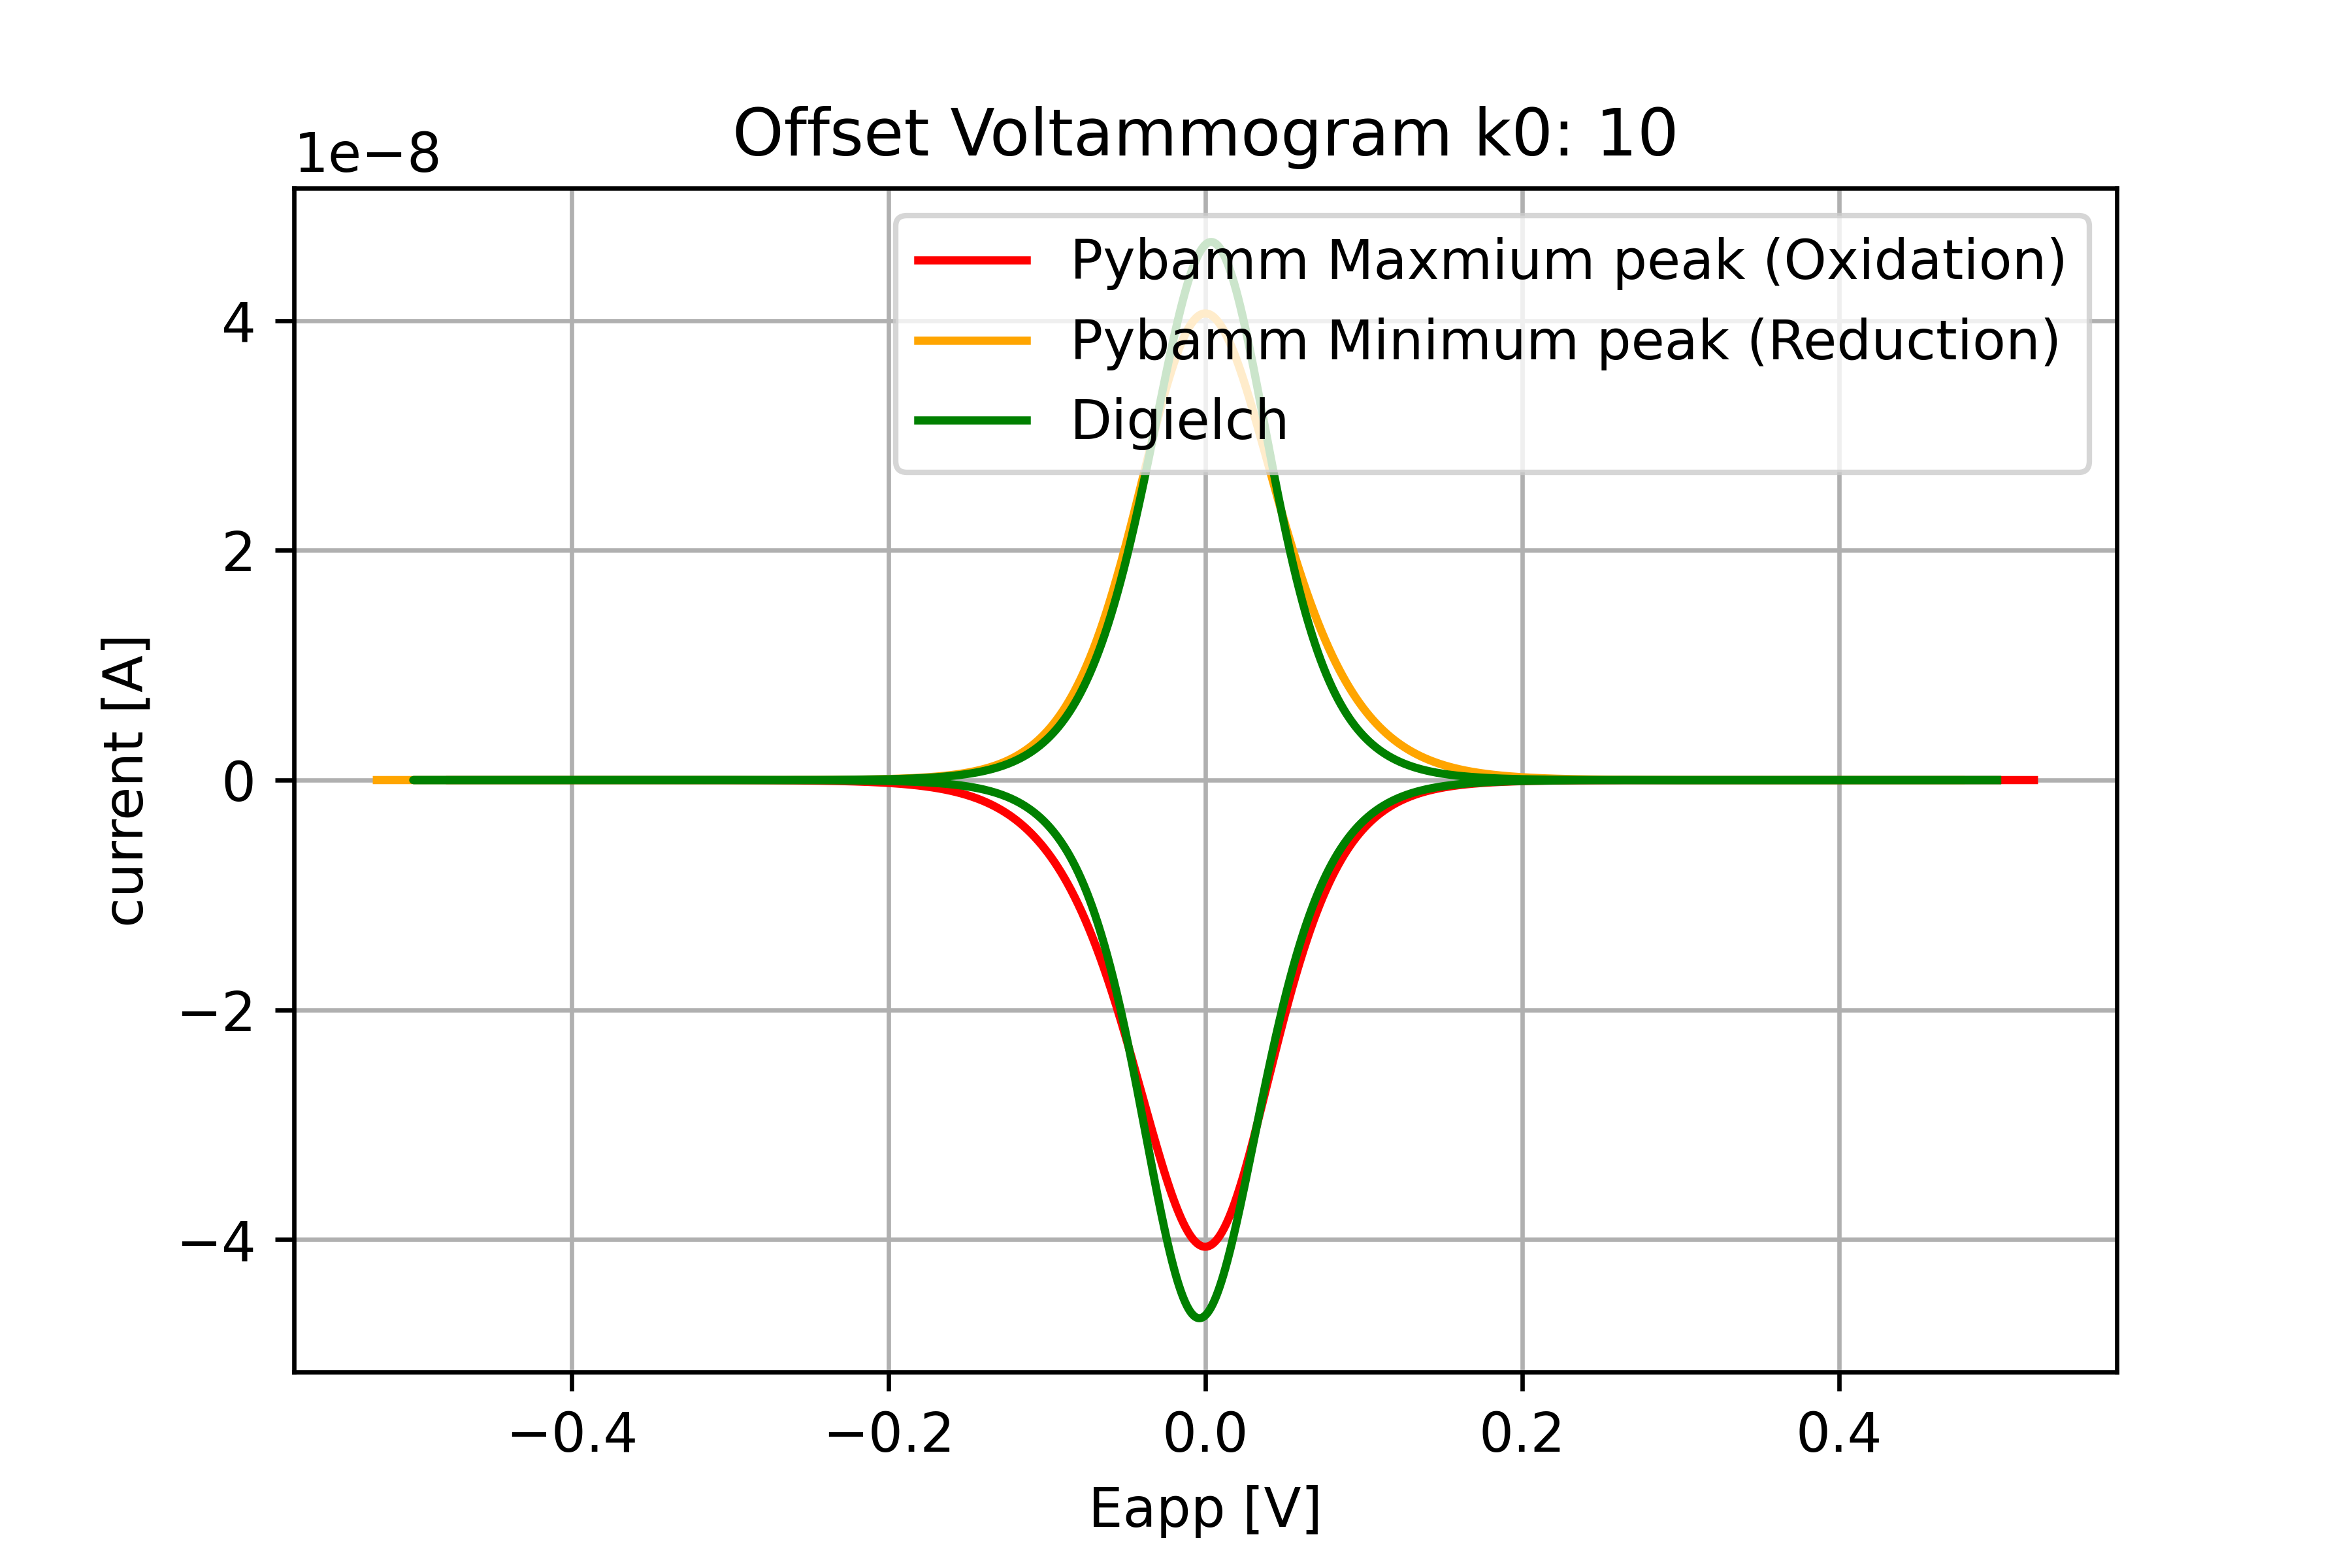 Offset Voltammogram k0: 10
1e−8
Pybamm Maxmium peak (Oxidation)
Pybamm Minimum peak (Reduction)
Digielch
4
2
0
−2
−4
current [A]
−0.4 −0.2 0.0 0.2 0.4
Eapp [V]